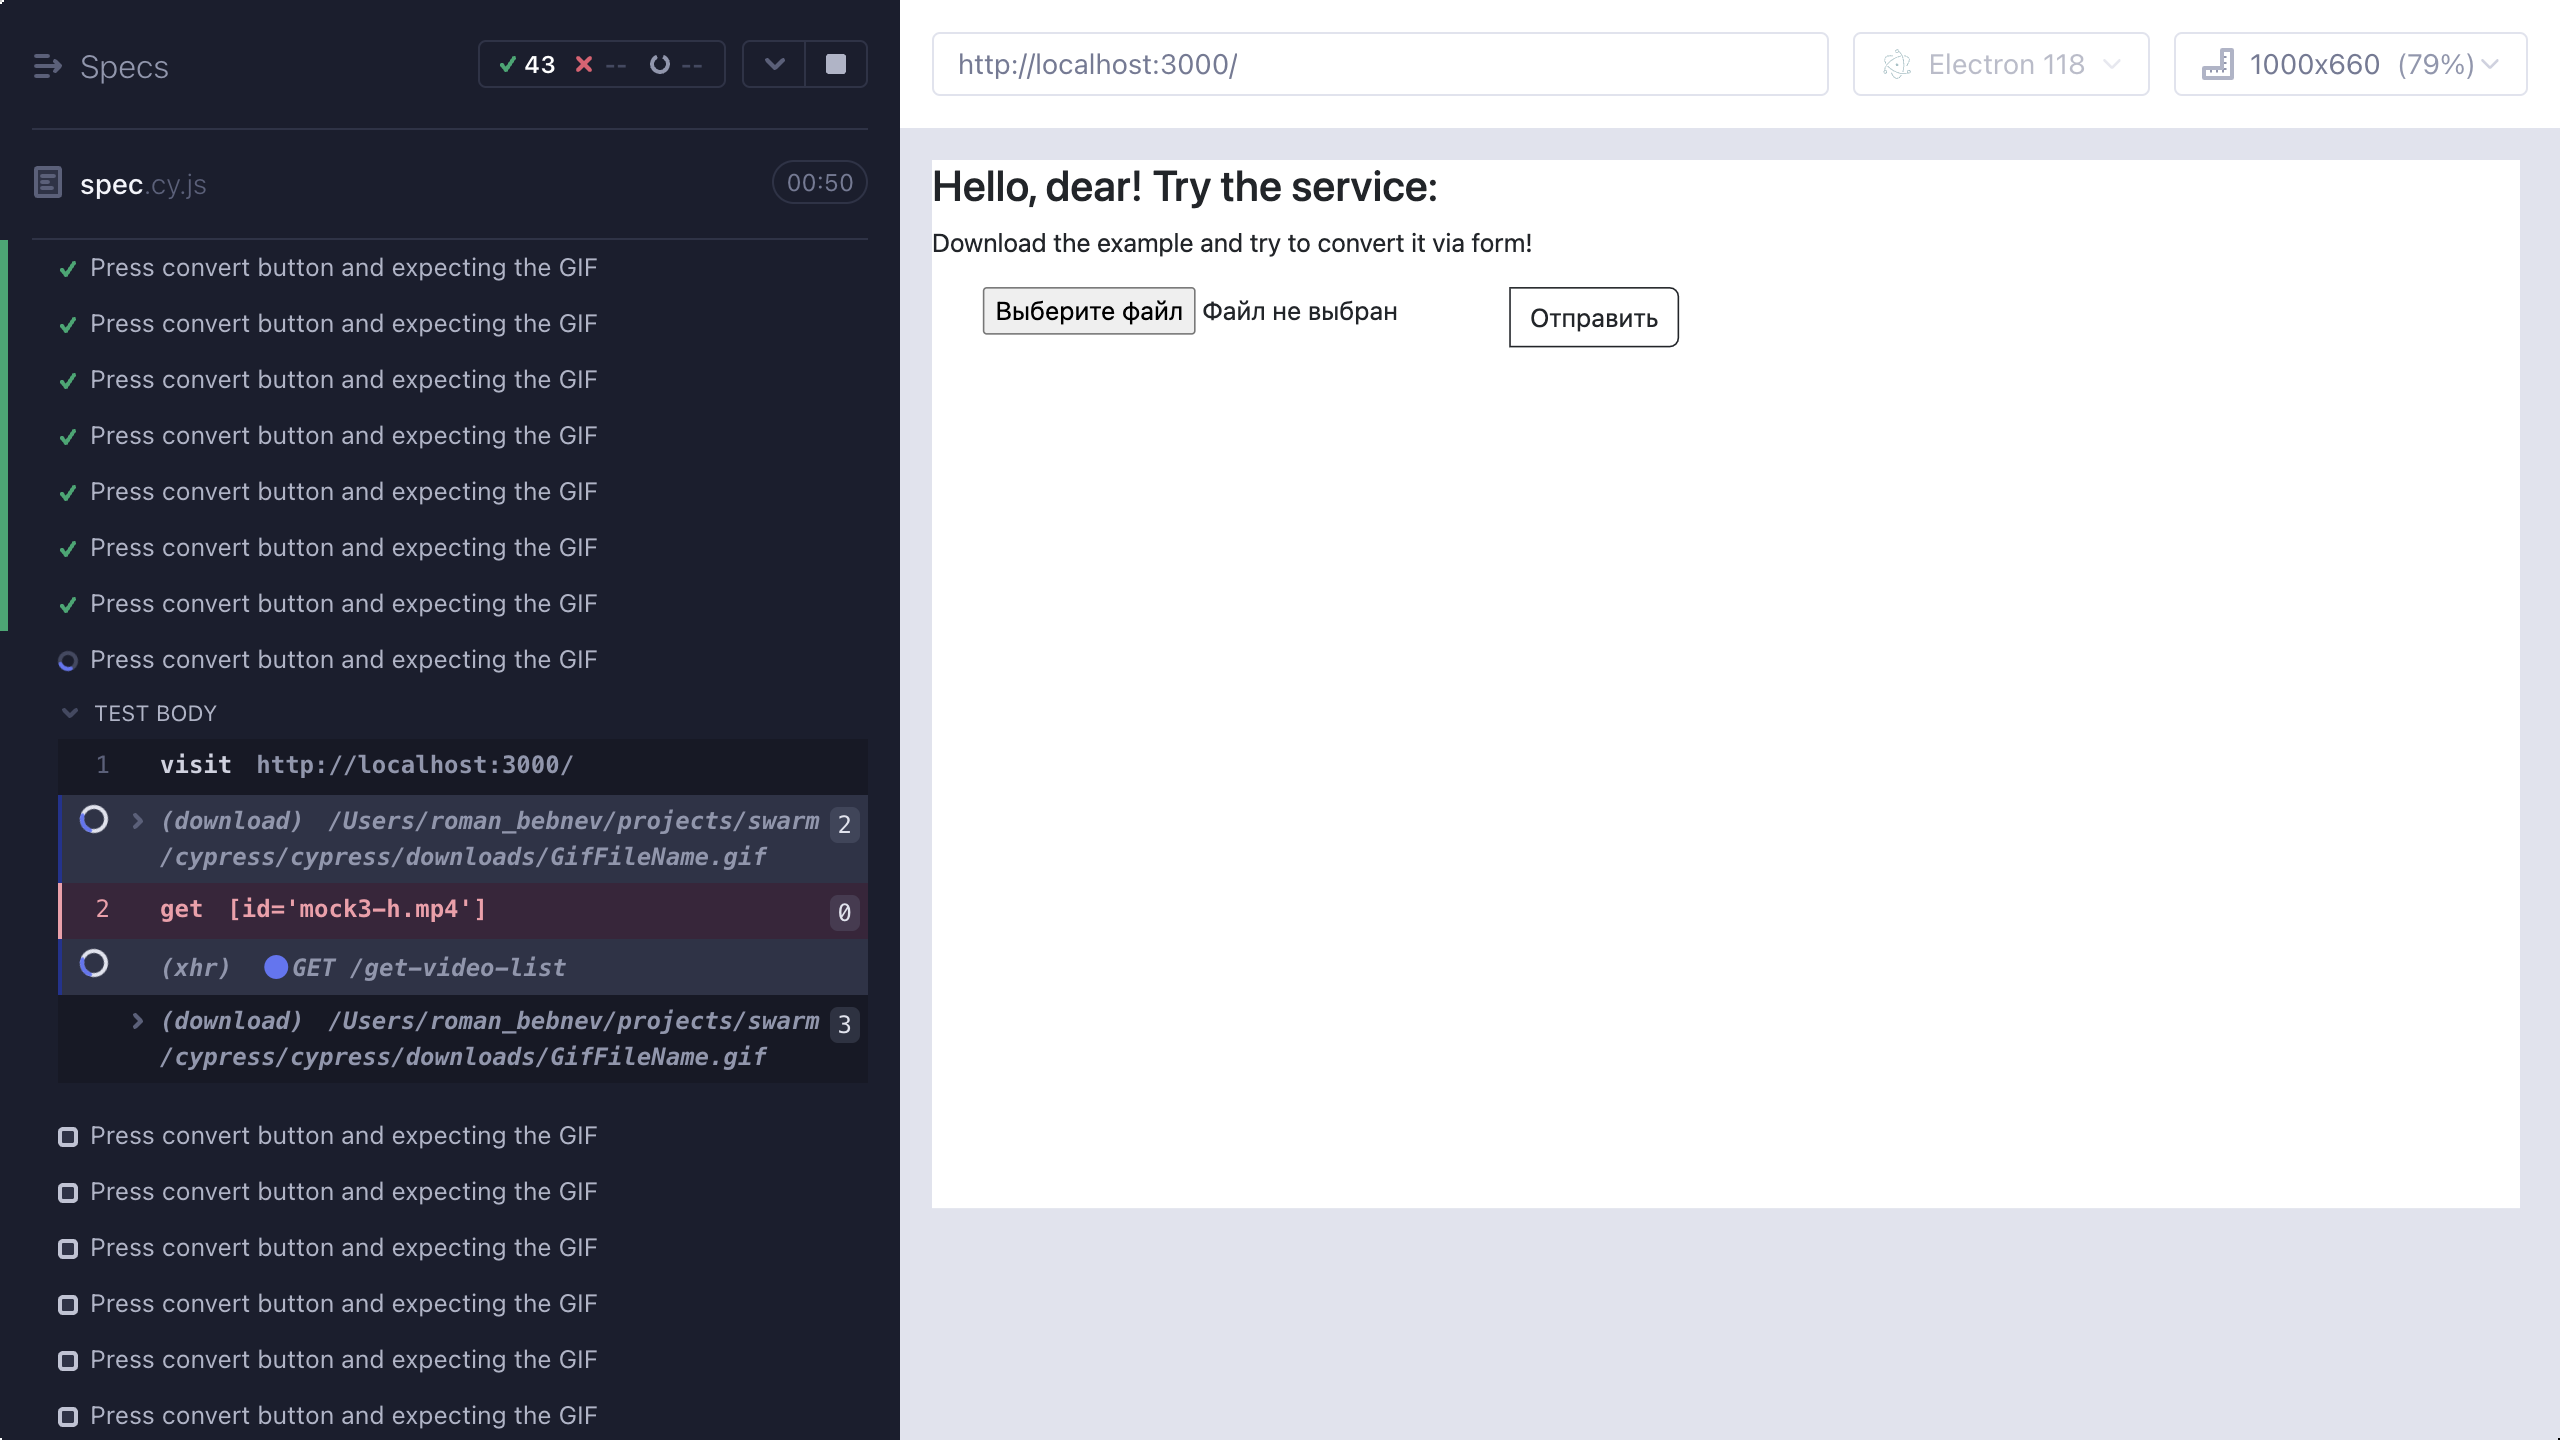 Specs
43 -- --
spec.cy.js
00:50
Press convert button and expecting the GIF
Press convert button and expecting the GIF
Press convert button and expecting the GIF
Press convert button and expecting the GIF
Press convert button and expecting the GIF
Press convert button and expecting the GIF
Press convert button and expecting the GIF
Press convert button and expecting the GIF
TEST BODY
1 visit http://localhost:3000/
(download) /Users/roman_bebnev/projects/swarm 2
/cypress/cypress/downloads/GifFileName.gif
2 get [id='mock3-h.mp4'] 0
(xhr) GET /get-video-list
(download) /Users/roman_bebnev/projects/swarm 3
/cypress/cypress/downloads/GifFileName.gif
Press convert button and expecting the GIF
Press convert button and expecting the GIF
Press convert button and expecting the GIF
Press convert button and expecting the GIF
Press convert button and expecting the GIF
Press convert button and expecting the GIF
http://localhost:3000/
Electron 118
1000x660 (79%)
Hello, dear! Try the service:
Download the example and try to convert it via form!
Выберите файл Файл не выбран
Отправить